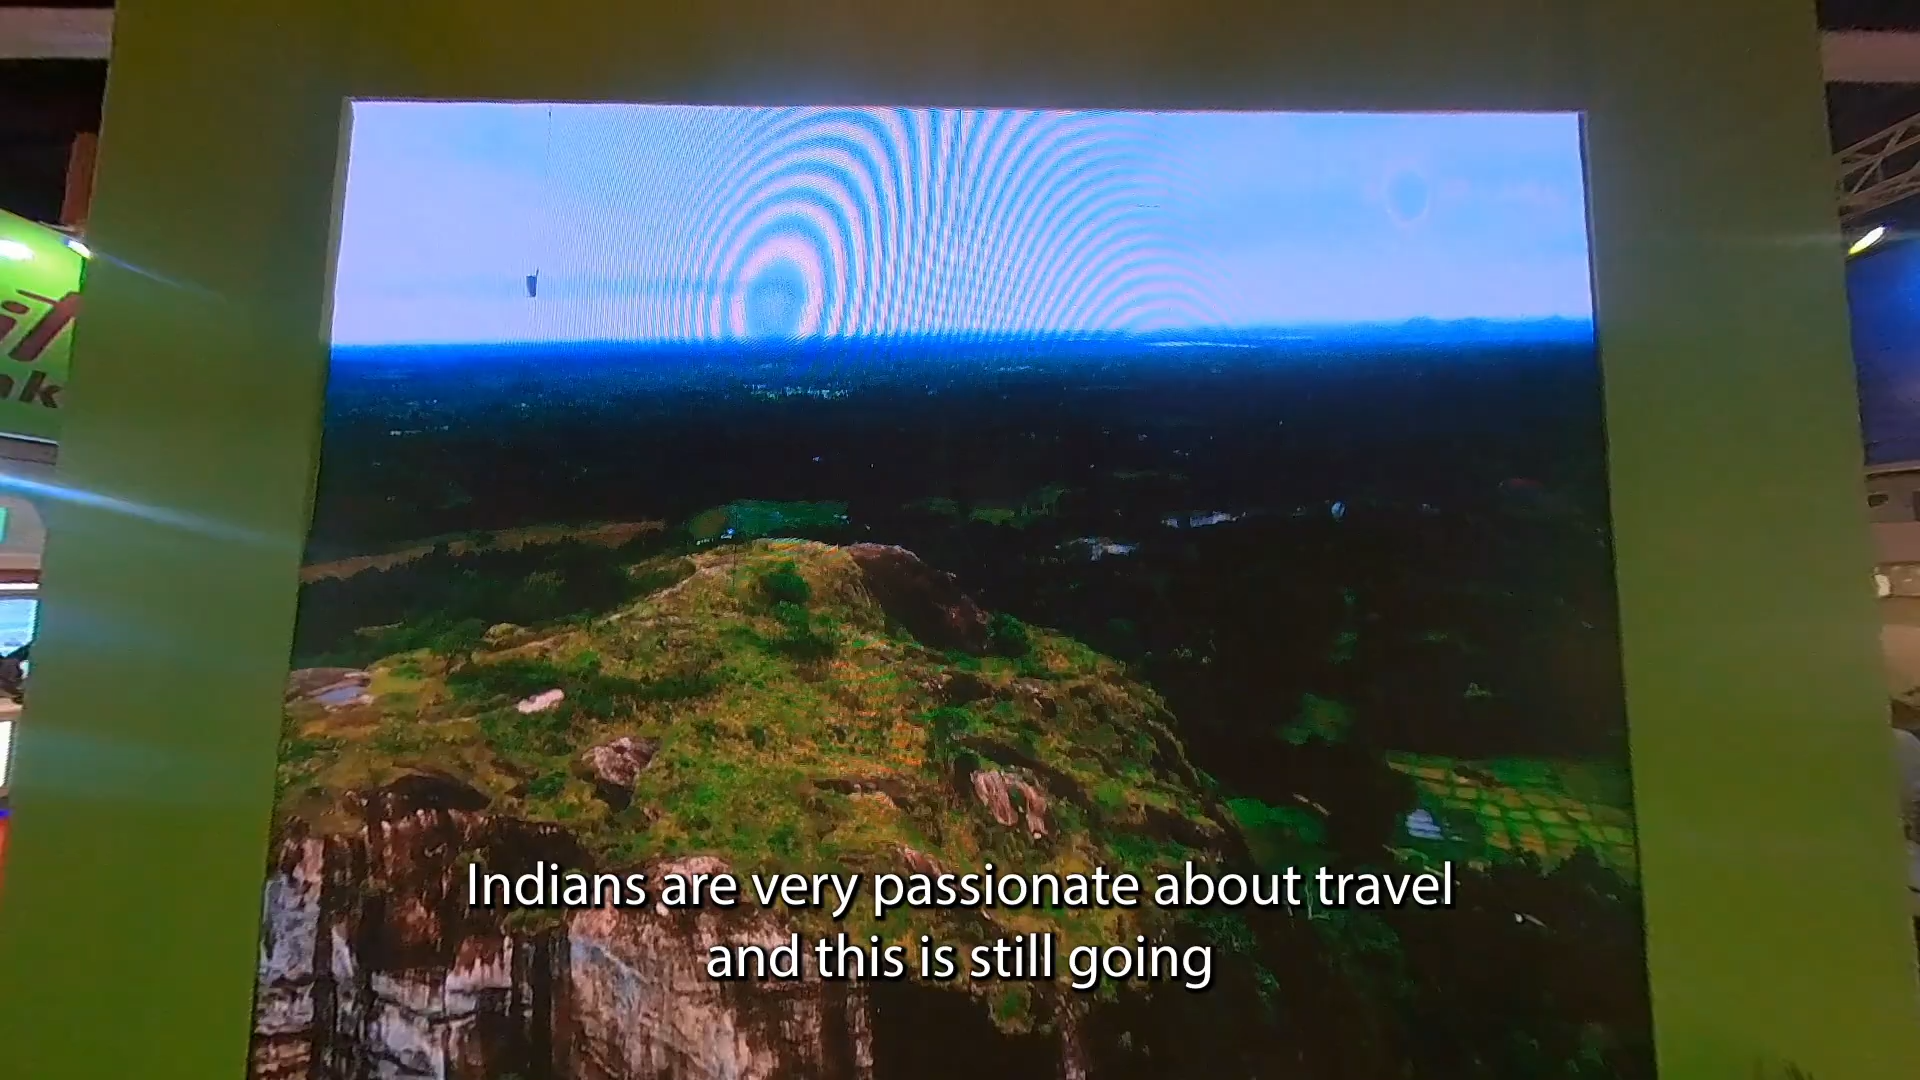 Indians are very passionate about travel
and this is still going